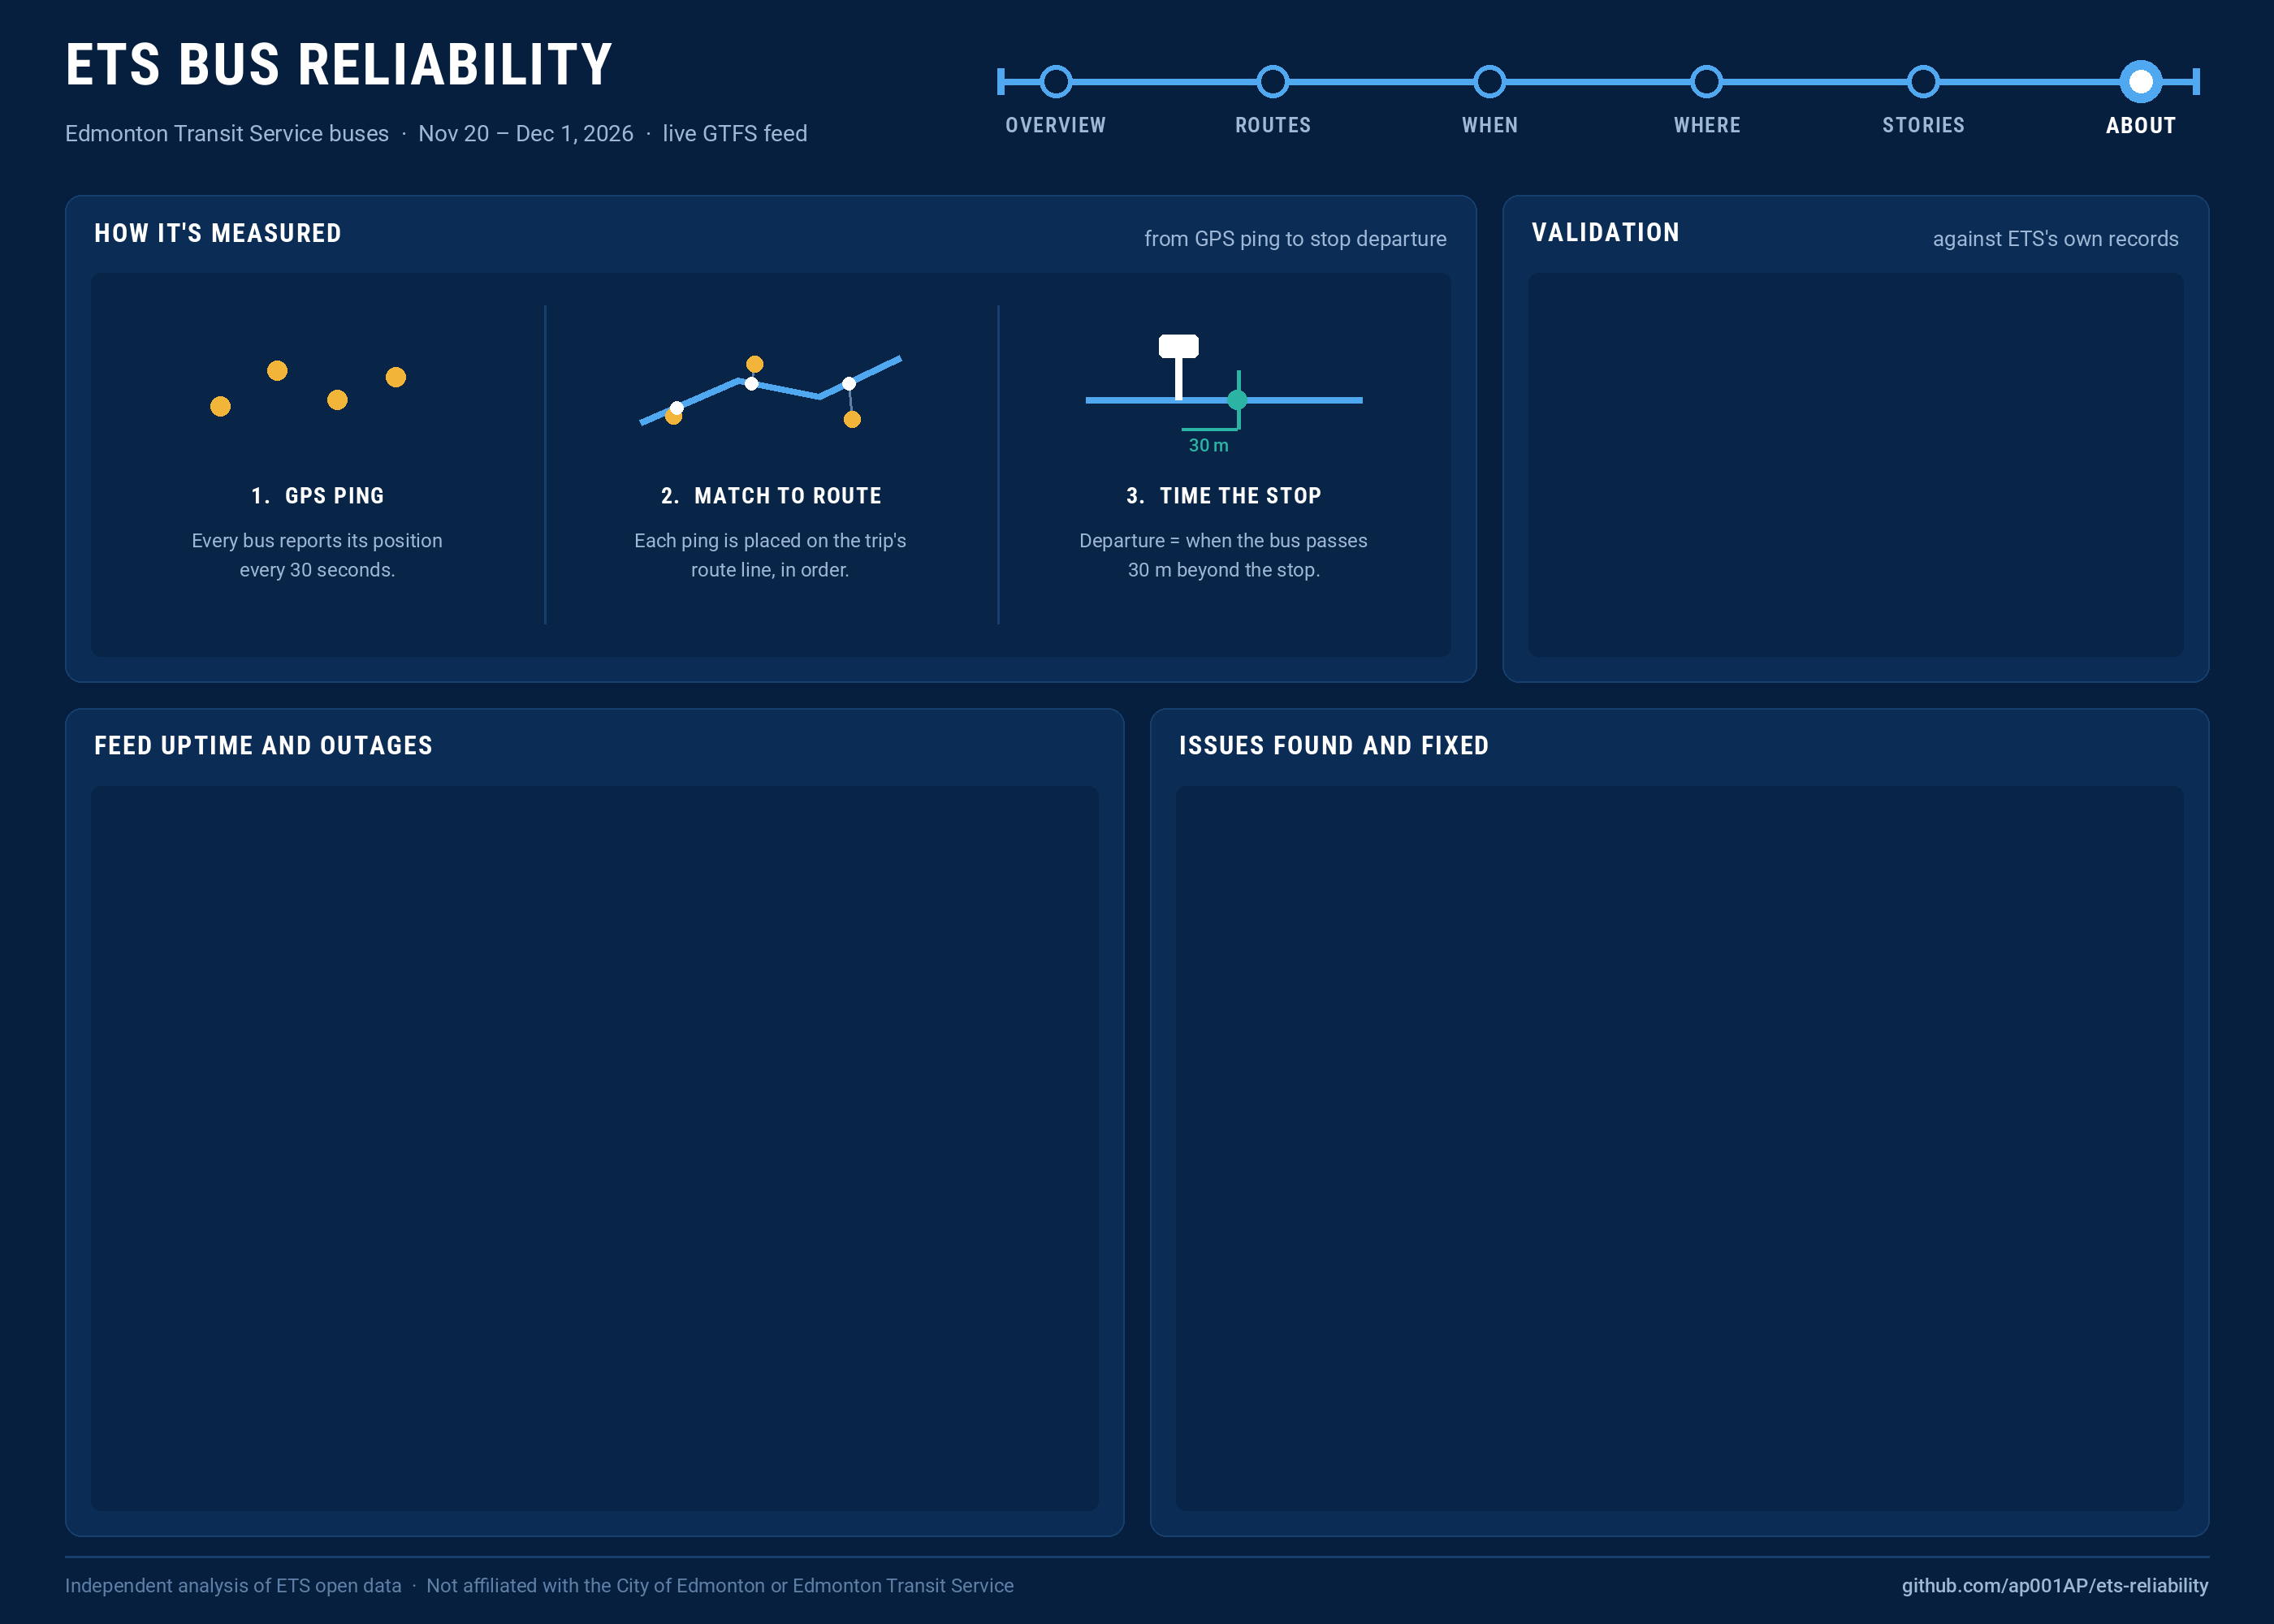 ETS BUS RELIABILITY
Edmonton Transit Service buses · Nov 20 – Dec 1, 2026 · live GTFS feed
OVERVIEW ROUTES WHEN WHERE STORIES ABOUT
HOW IT'S MEASURED
from GPS ping to stop departure
30 m
1. GPS PING
Every bus reports its position
every 30 seconds.
2. MATCH TO ROUTE
Each ping is placed on the trip's
route line, in order.
3. TIME THE STOP
Departure = when the bus passes
30 m beyond the stop.
VALIDATION
against ETS's own records
FEED UPTIME AND OUTAGES
ISSUES FOUND AND FIXED
Independent analysis of ETS open data · Not affiliated with the City of Edmonton or Edmonton Transit Service
github.com/ap001AP/ets-reliability